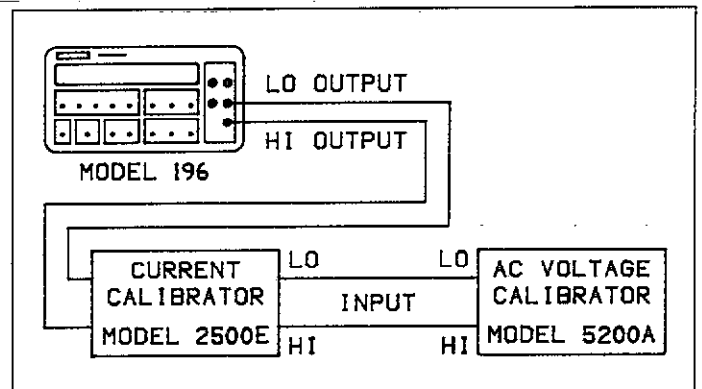 LO OUTPUT
HI OUTPUT
MODEL 196
CURRENT
CALIBRATOR
MODEL 2500E
LO
LO
INPUT
HI
HI
AC VOLTAGE
CALIBRATOR
MODEL 5200A